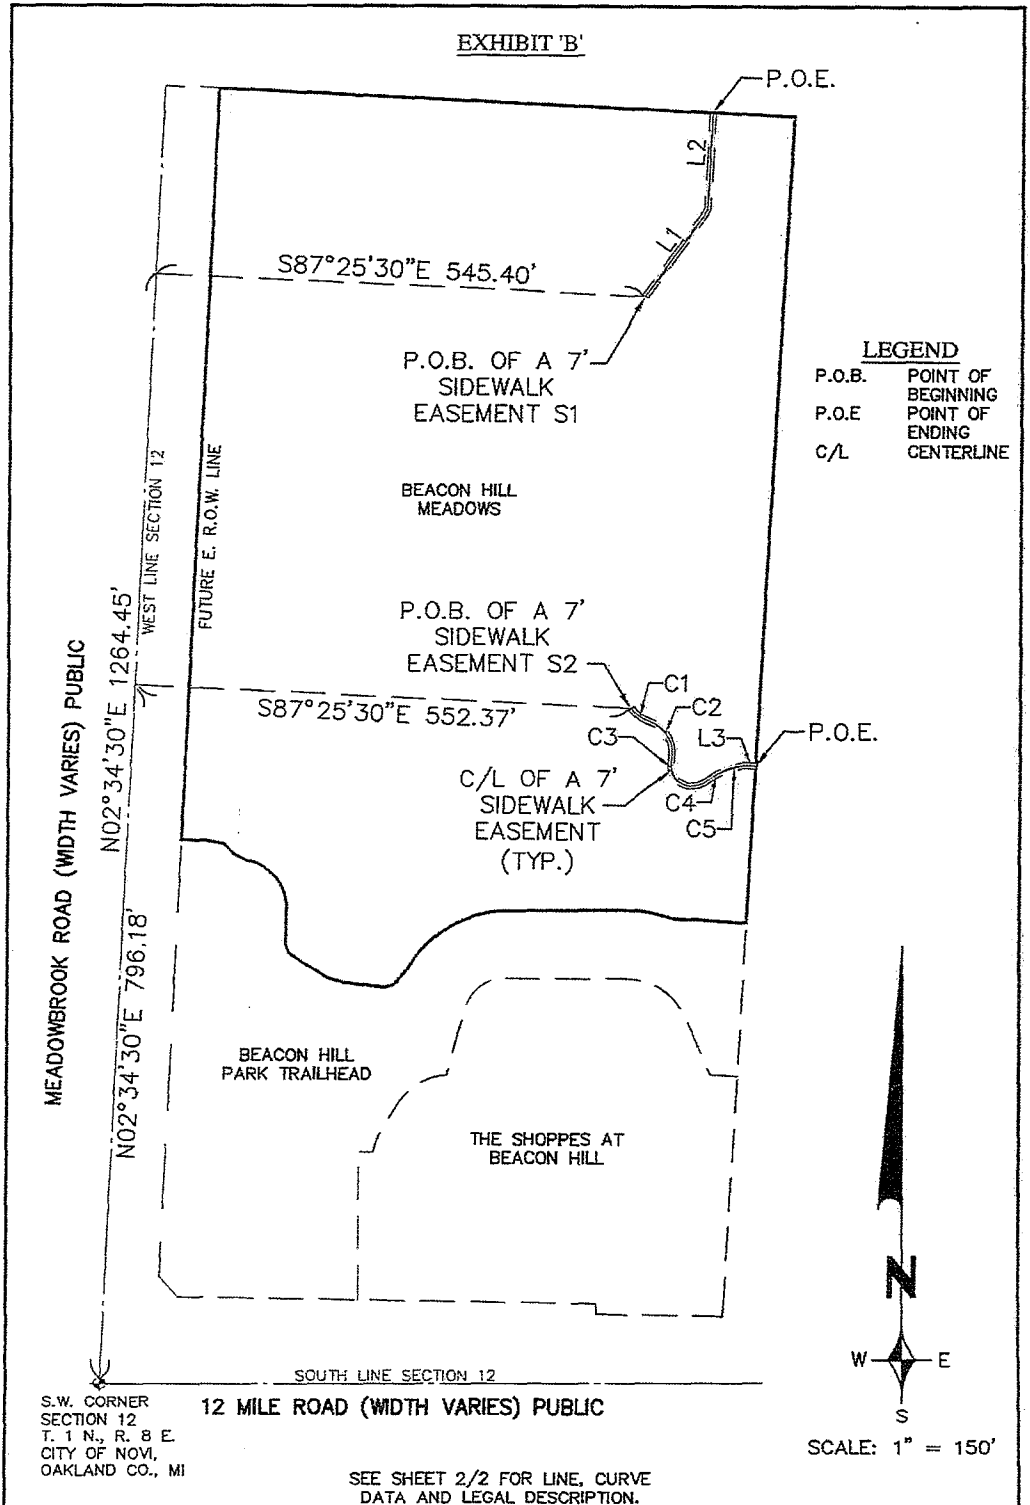 EXHIBIT 'B'
P.O.E.
L2
L1
S87°25'30"E 545.40'
P.O.B. OF A 7'
SIDEWALK
EASEMENT S1
LEGEND
P.O.B. POINT OF
BEGINNING
P.O.E POINT OF
ENDING
C/L CENTERLINE
WEST LINE SECTION 12
FUTURE E. R.O.W. LINE
BEACON HILL
MEADOWS
MEADOWBROOK ROAD (WIDTH VARIES) PUBLIC
N02°34'30"E 1264.45'
P.O.B. OF A 7'
SIDEWALK
EASEMENT S2
S87°25'30"E 552.37'
C1
C2
C3
L3
P.O.E.
C/L OF A 7'
SIDEWALK
EASEMENT
(TYP.)
C4
C5
N02°34'30"E 796.18'
BEACON HILL
PARK TRAILHEAD
THE SHOPPES AT
BEACON HILL
N
W E
S
SOUTH LINE SECTION 12
12 MILE ROAD (WIDTH VARIES) PUBLIC
S.W. CORNER
SECTION 12
T. 1 N., R. 8 E.
CITY OF NOVI,
OAKLAND CO., MI
SCALE: 1" = 150'
SEE SHEET 2/2 FOR LINE, CURVE
DATA AND LEGAL DESCRIPTION.